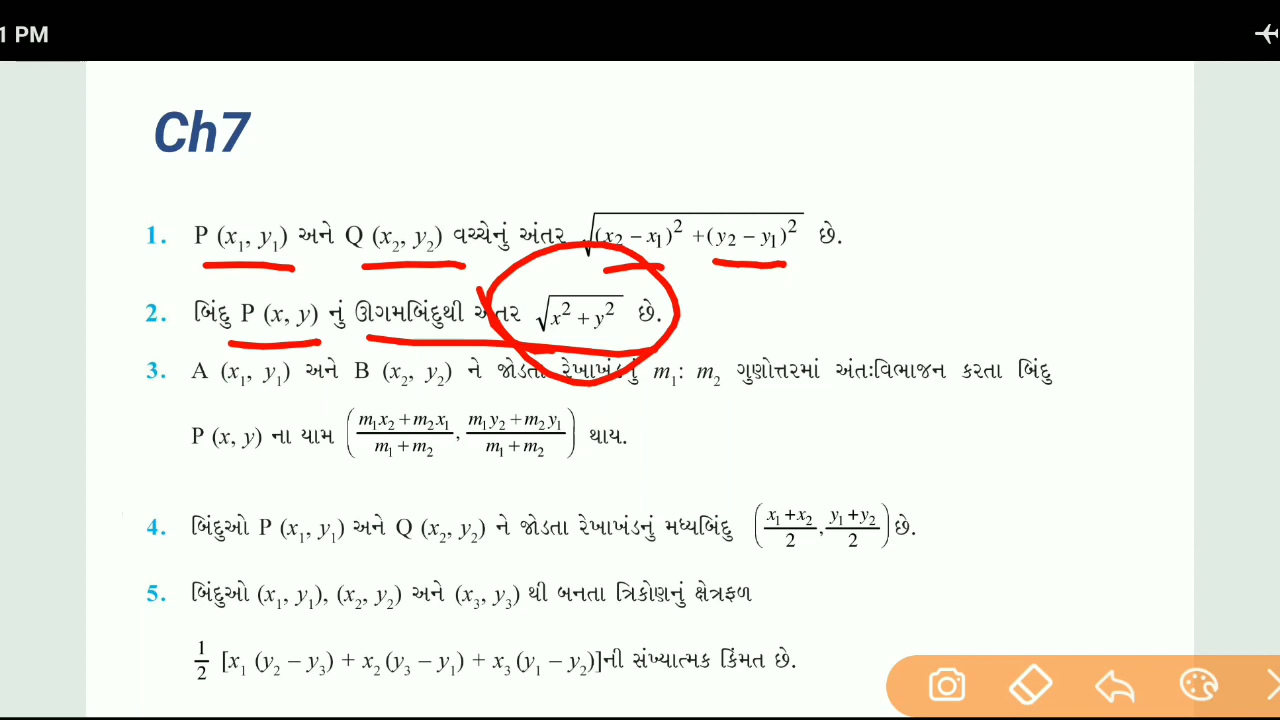 1 PM
Ch7
1. P (x₁, y₁) અને Q (x₂, y₂) વચ્ચેનું અંતર √((x₂ − x₁)² + (y₂ − y₁)²) છે.
2. બિંદુ P (x, y) નું ઊગમબિંદુથી અંતર √(x² + y²) છે.
3. A (x₁, y₁) અને B (x₂, y₂) ને જોડતા રેખાખંડનું m₁: m₂ ગુણોત્તરમાં અંતઃવિભાજન કરતા બિંદુ
P (x, y) ના યામ ((m₁x₂ + m₂x₁)/(m₁ + m₂), (m₁y₂ + m₂y₁)/(m₁ + m₂)) થાય.
4. બિંદુઓ P (x₁, y₁) અને Q (x₂, y₂) ને જોડતા રેખાખંડનું મધ્યબિંદુ ((x₁ + x₂)/2, (y₁ + y₂)/2) છે.
5. બિંદુઓ (x₁, y₁), (x₂, y₂) અને (x₃, y₃) થી બનતા ત્રિકોણનું ક્ષેત્રફળ
1/2 [x₁ (y₂ − y₃) + x₂ (y₃ − y₁) + x₃ (y₁ − y₂)]ની સંખ્યાત્મક કિંમત છે.